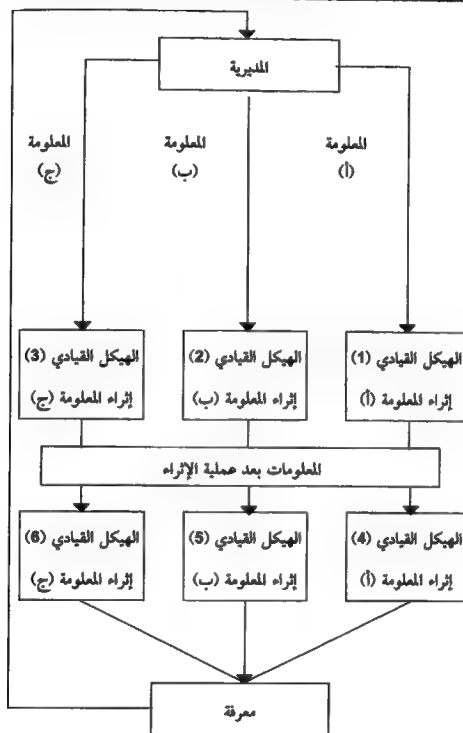 المديرية
المعلومة
(أ)
المعلومة
(ب)
المعلومة
(ج)
الهيكل القيادي (1)
إثراء المعلومة (أ)
الهيكل القيادي (2)
إثراء المعلومة (ب)
الهيكل القيادي (3)
إثراء المعلومة (ج)
المعلومات بعد عملية الإثراء
الهيكل القيادي (4)
إثراء المعلومة (أ)
الهيكل القيادي (5)
إثراء المعلومة (ب)
الهيكل القيادي (6)
إثراء المعلومة (ج)
معرفة